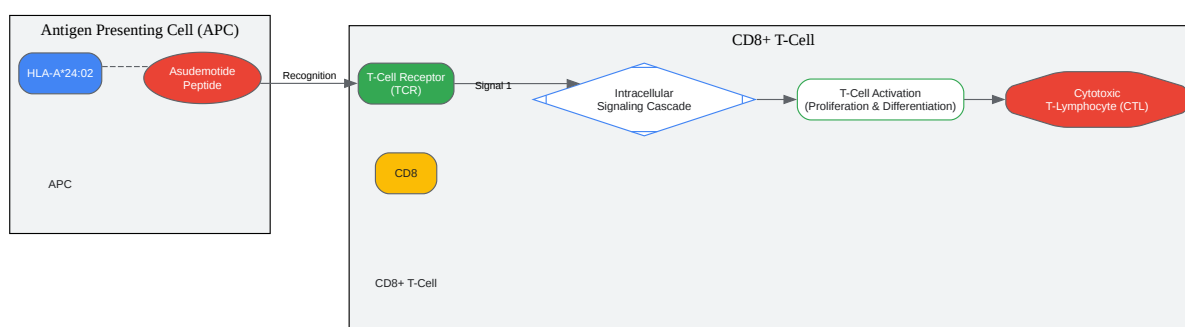 Antigen Presenting Cell (APC)
HLA-A*24:02
Asudemotide
Peptide
APC
Recognition
CD8+ T-Cell
T-Cell Receptor
(TCR)
Signal 1
Intracellular
Signaling Cascade
T-Cell Activation
(Proliferation & Differentiation)
Cytotoxic
T-Lymphocyte (CTL)
CD8
CD8+ T-Cell